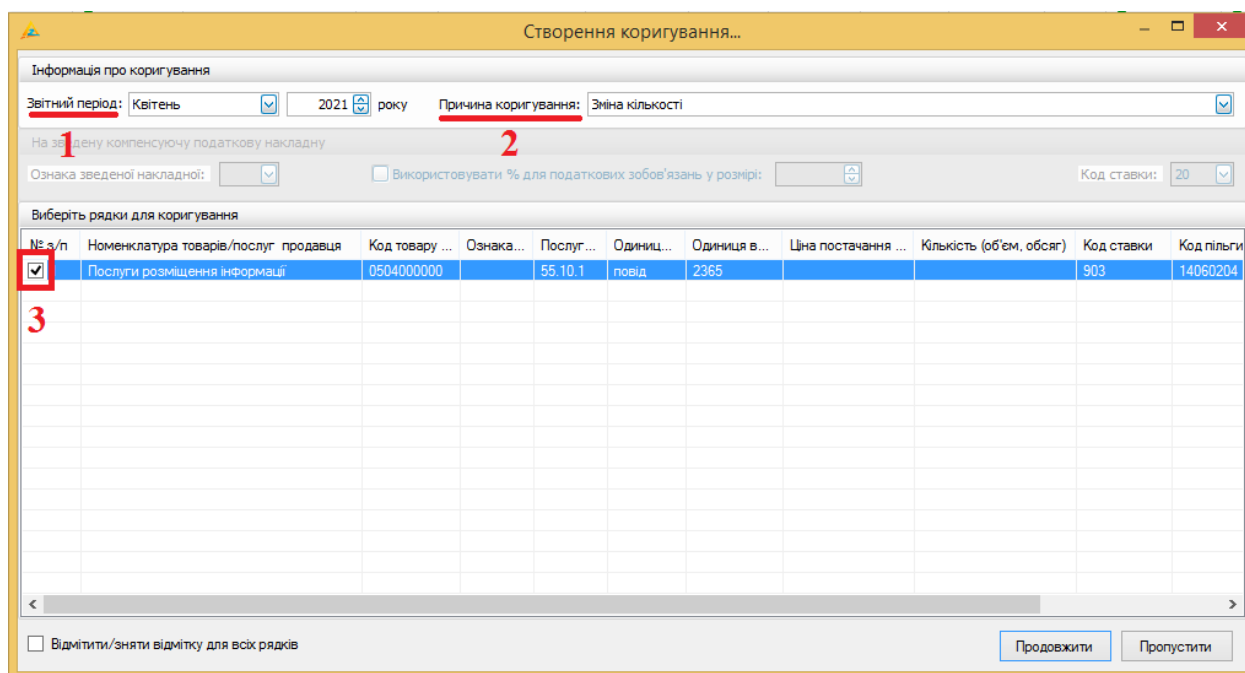 Створення коригування...
Інформація про коригування
Звітний період: Квітень 2021 року Причина коригування: Зміна кількості
1 2
На зведену компенсуючу податкову накладну
Ознака зведеної накладної: Використовувати % для податкових зобов'язань у розмірі: Код ставки: 20
Виберіть рядки для коригування
№ з/п Номенклатура товарів/послуг продавця Код товару ... Ознака... Послуг... Одиниц... Одиниця в... Ціна постачання ... Кількість (об'єм, обсяг) Код ставки Код пільги
Послуги розміщення інформації 0504000000 55.10.1 повід 2365 903 14060204
3
Відмітити/зняти відмітку для всіх рядків Продовжити Пропустити